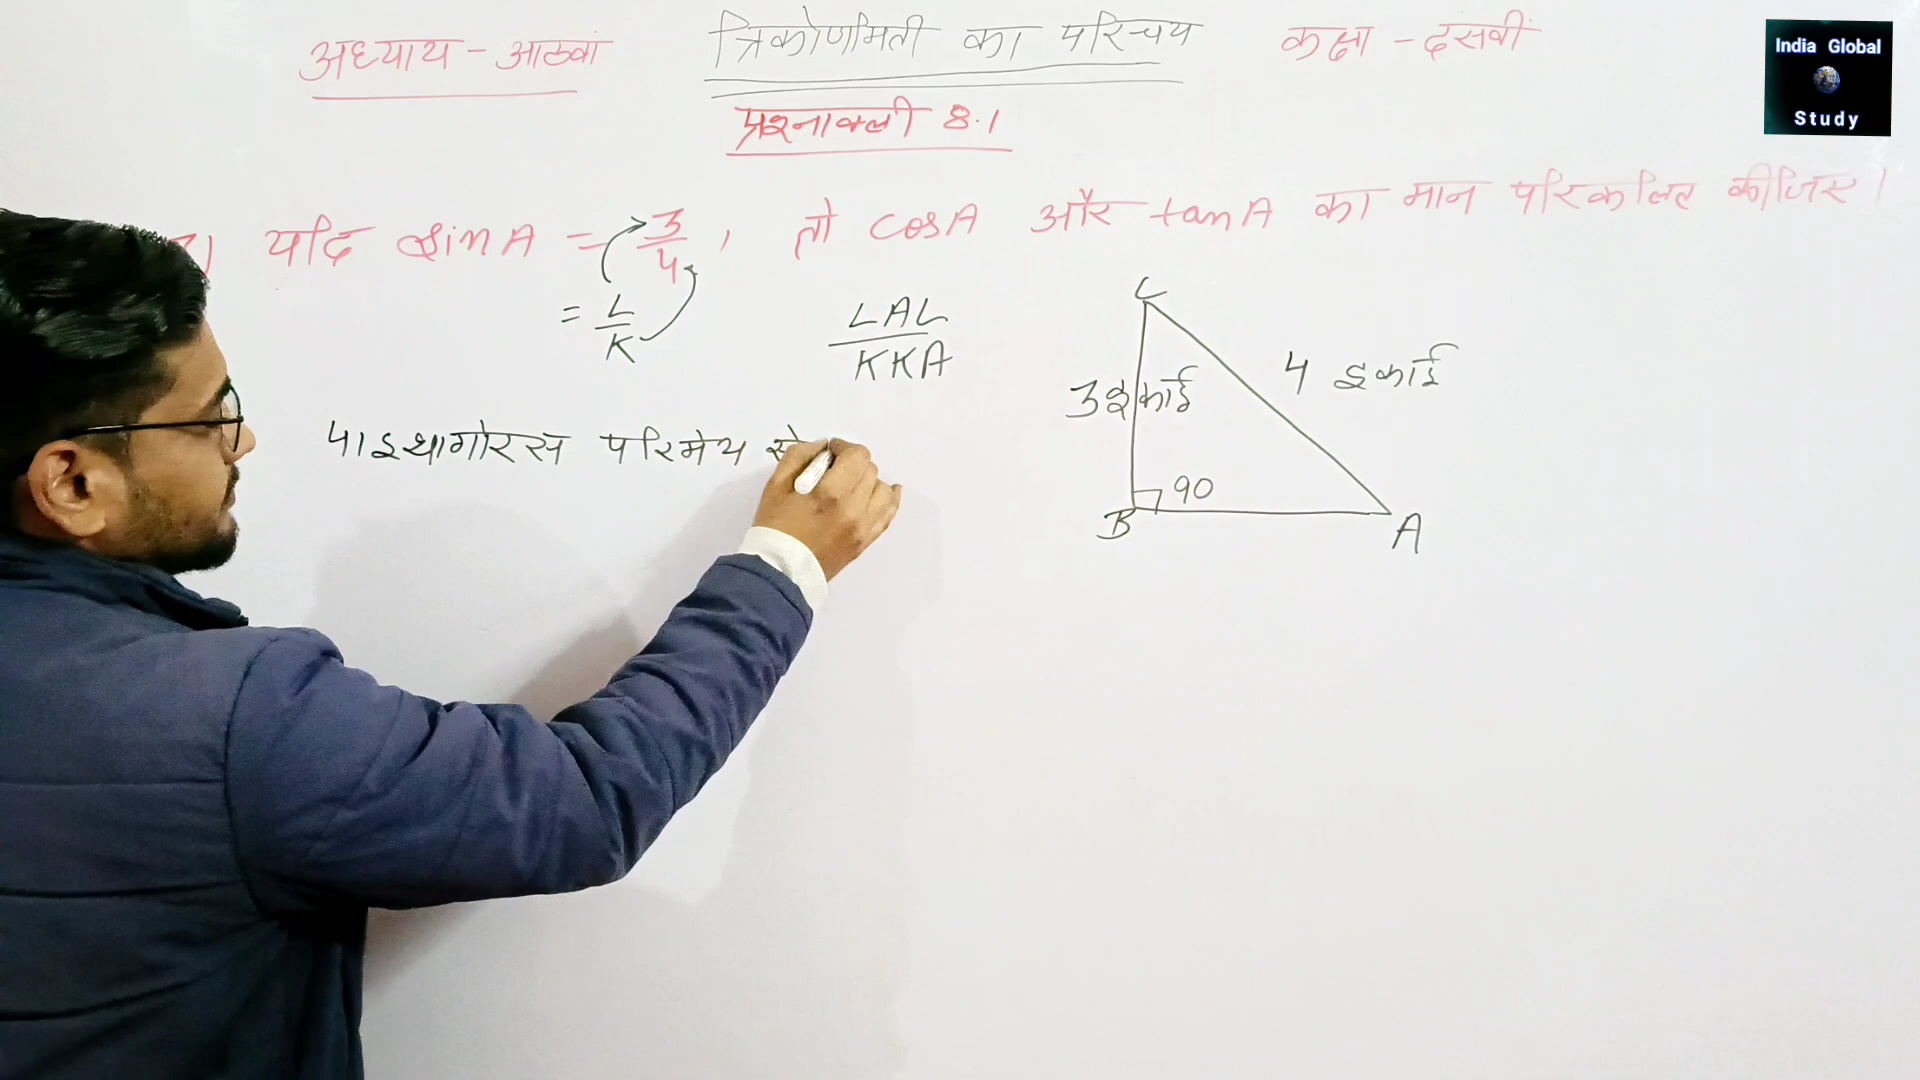 अध्याय - आठवां त्रिकोणमिती का परिचय कक्षा - दसवीं
India Global
Study
प्रश्नावली 8.1
यदि sin A = 3/4, तो cosA और tanA का मान परिकलित कीजिए।
= L/K
LAL
KKA
C
3 इकाई
4 इकाई
पाइथागोरस परिमेय से
90
B
A